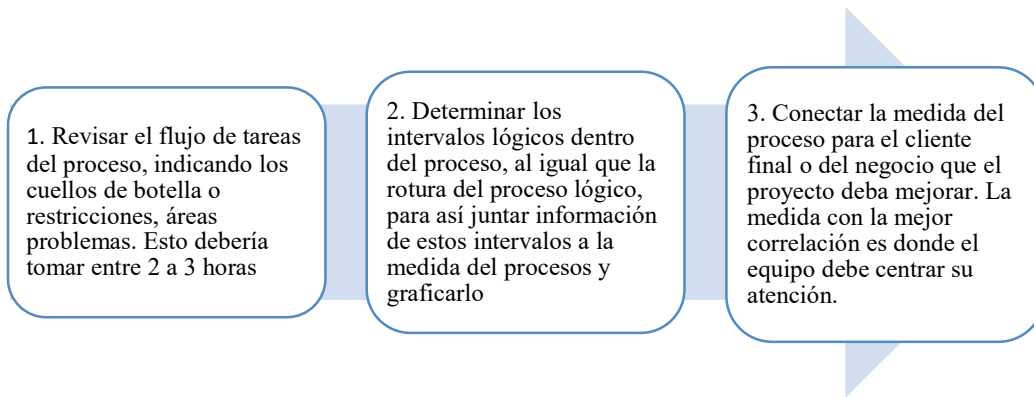 1. Revisar el flujo de tareas
del proceso, indicando los
cuellos de botella o
restricciones, áreas
problemas. Esto debería
tomar entre 2 a 3 horas
2. Determinar los
intervalos lógicos dentro
del proceso, al igual que la
rotura del proceso lógico,
para así juntar información
de estos intervalos a la
medida del procesos y
graficarlo
3. Conectar la medida del
proceso para el cliente
final o del negocio que el
proyecto deba mejorar. La
medida con la mejor
correlación es donde el
equipo debe centrar su
atención.